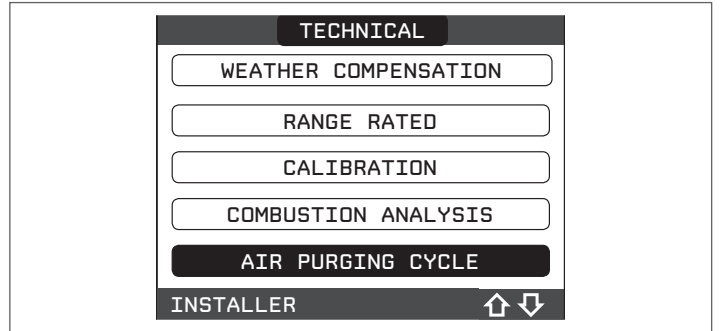 TECHNICAL
WEATHER COMPENSATION
RANGE RATED
CALIBRATION
COMBUSTION ANALYSIS
AIR PURGING CYCLE
INSTALLER